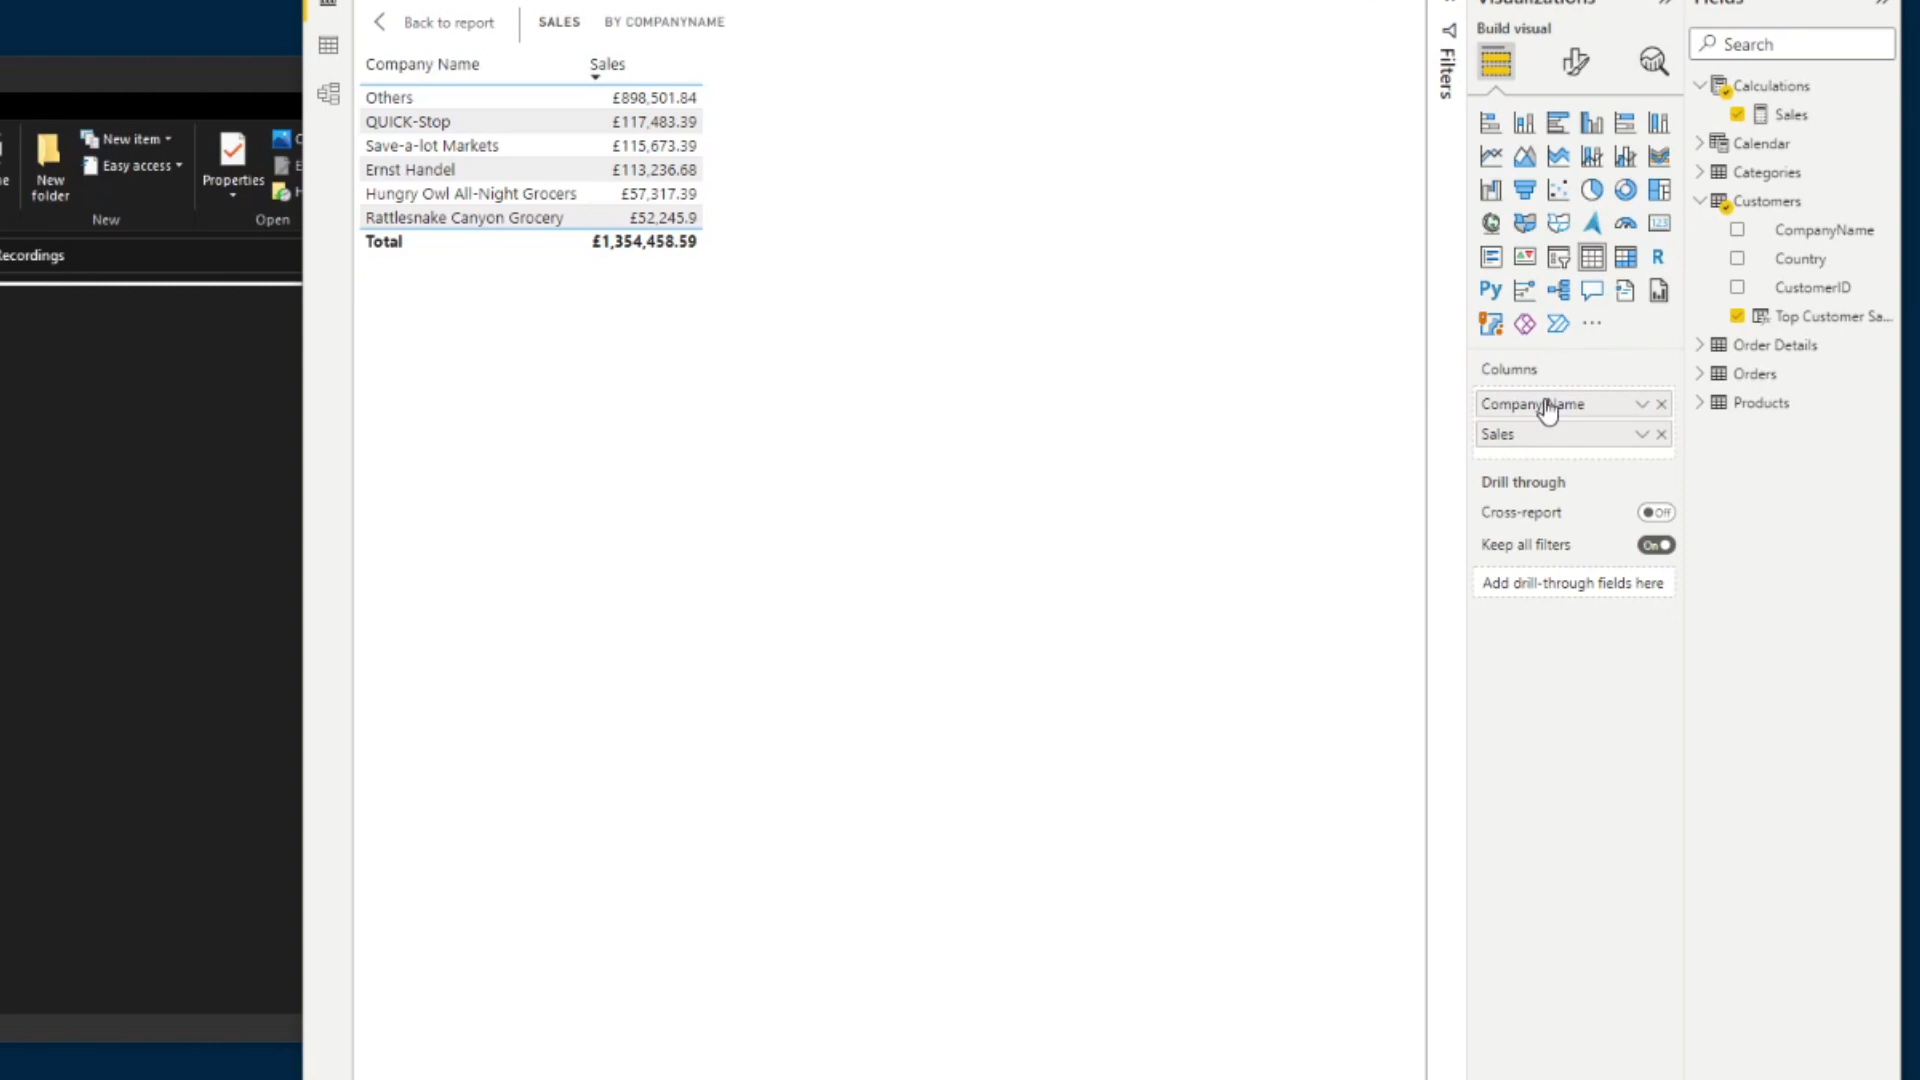 Back to report
SALES
BY COMPANYNAME
Company Name Sales
Others £898,501.84
QUICK-Stop £117,483.39
Save-a-lot Markets £115,673.39
Ernst Handel £113,236.68
Hungry Owl All-Night Grocers £57,317.39
Rattlesnake Canyon Grocery £52,245.9
Total £1,354,458.59
New item
Easy access
New
folder
New
Properties
Open
Recordings
Filters
Visualizations
Build visual
123
R
Py
Columns
CompanyName
Sales
Drill through
Cross-report
Off
Keep all filters
On
Add drill-through fields here
Fields
Search
Calculations
Sales
Calendar
Categories
Customers
CompanyName
Country
CustomerID
Top Customer Sa...
Order Details
Orders
Products